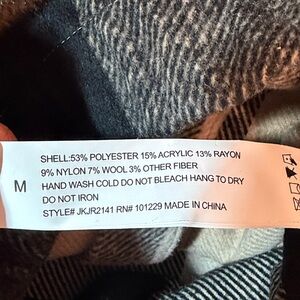 SHELL:53% POLYESTER 15% ACRYLIC 13% RAYON
9% NYLON 7% WOOL 3% OTHER FIBER
M
HAND WASH COLD DO NOT BLEACH HANG TO DRY
DO NOT IRON
STYLE# JKJR2141 RN# 101229 MADE IN CHINA